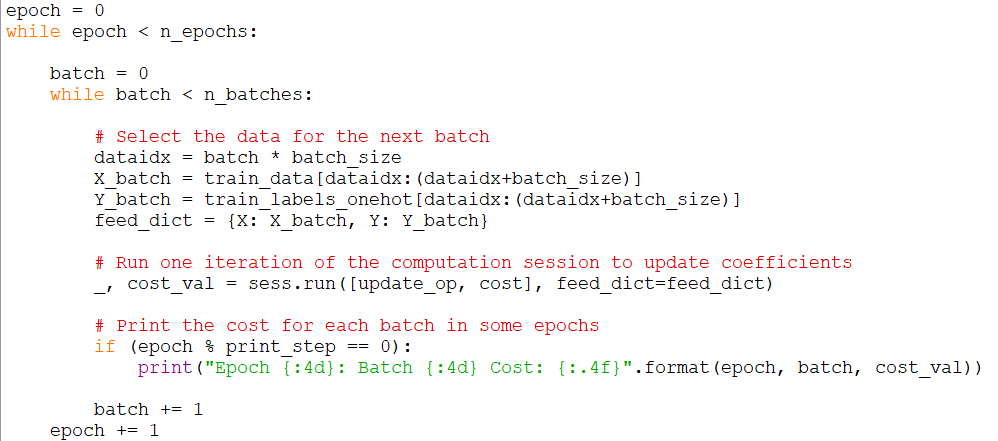 epoch = 0
while epoch < n_epochs:
    batch = 0
    while batch < n_batches:
        # Select the data for the next batch
        dataidx = batch * batch_size
        X_batch = train_data[dataidx:(dataidx+batch_size)]
        Y_batch = train_labels_onehot[dataidx:(dataidx+batch_size)]
        feed_dict = {X: X_batch, Y: Y_batch}
        # Run one iteration of the computation session to update coefficients
        _, cost_val = sess.run([update_op, cost], feed_dict=feed_dict)
        # Print the cost for each batch in some epochs
        if (epoch % print_step == 0):
            print("Epoch {:4d}: Batch {:4d} Cost: {:.4f}".format(epoch, batch, cost_val))
        batch += 1
    epoch += 1